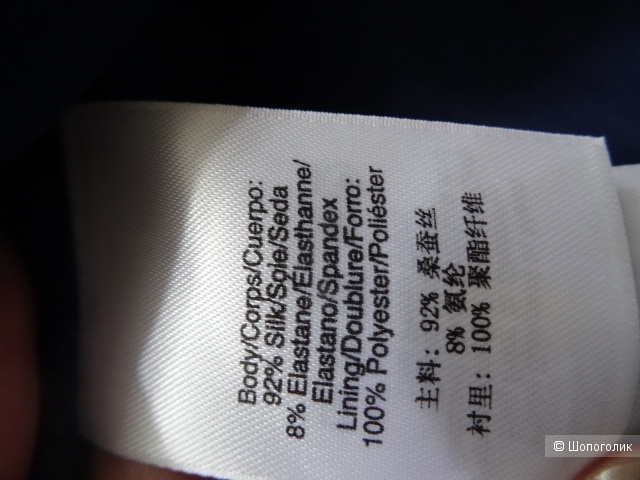 Body/Corps/Cuerpo:
92% Silk/Soie/Seda
8% Elastane/Elasthanne/
Elastano/Spandex
Lining/Doublure/Forro:
100% Polyester/Poliéster
主料: 92% 桑蚕丝
8% 氨纶
衬里: 100% 聚酯纤维
© Шопоголик